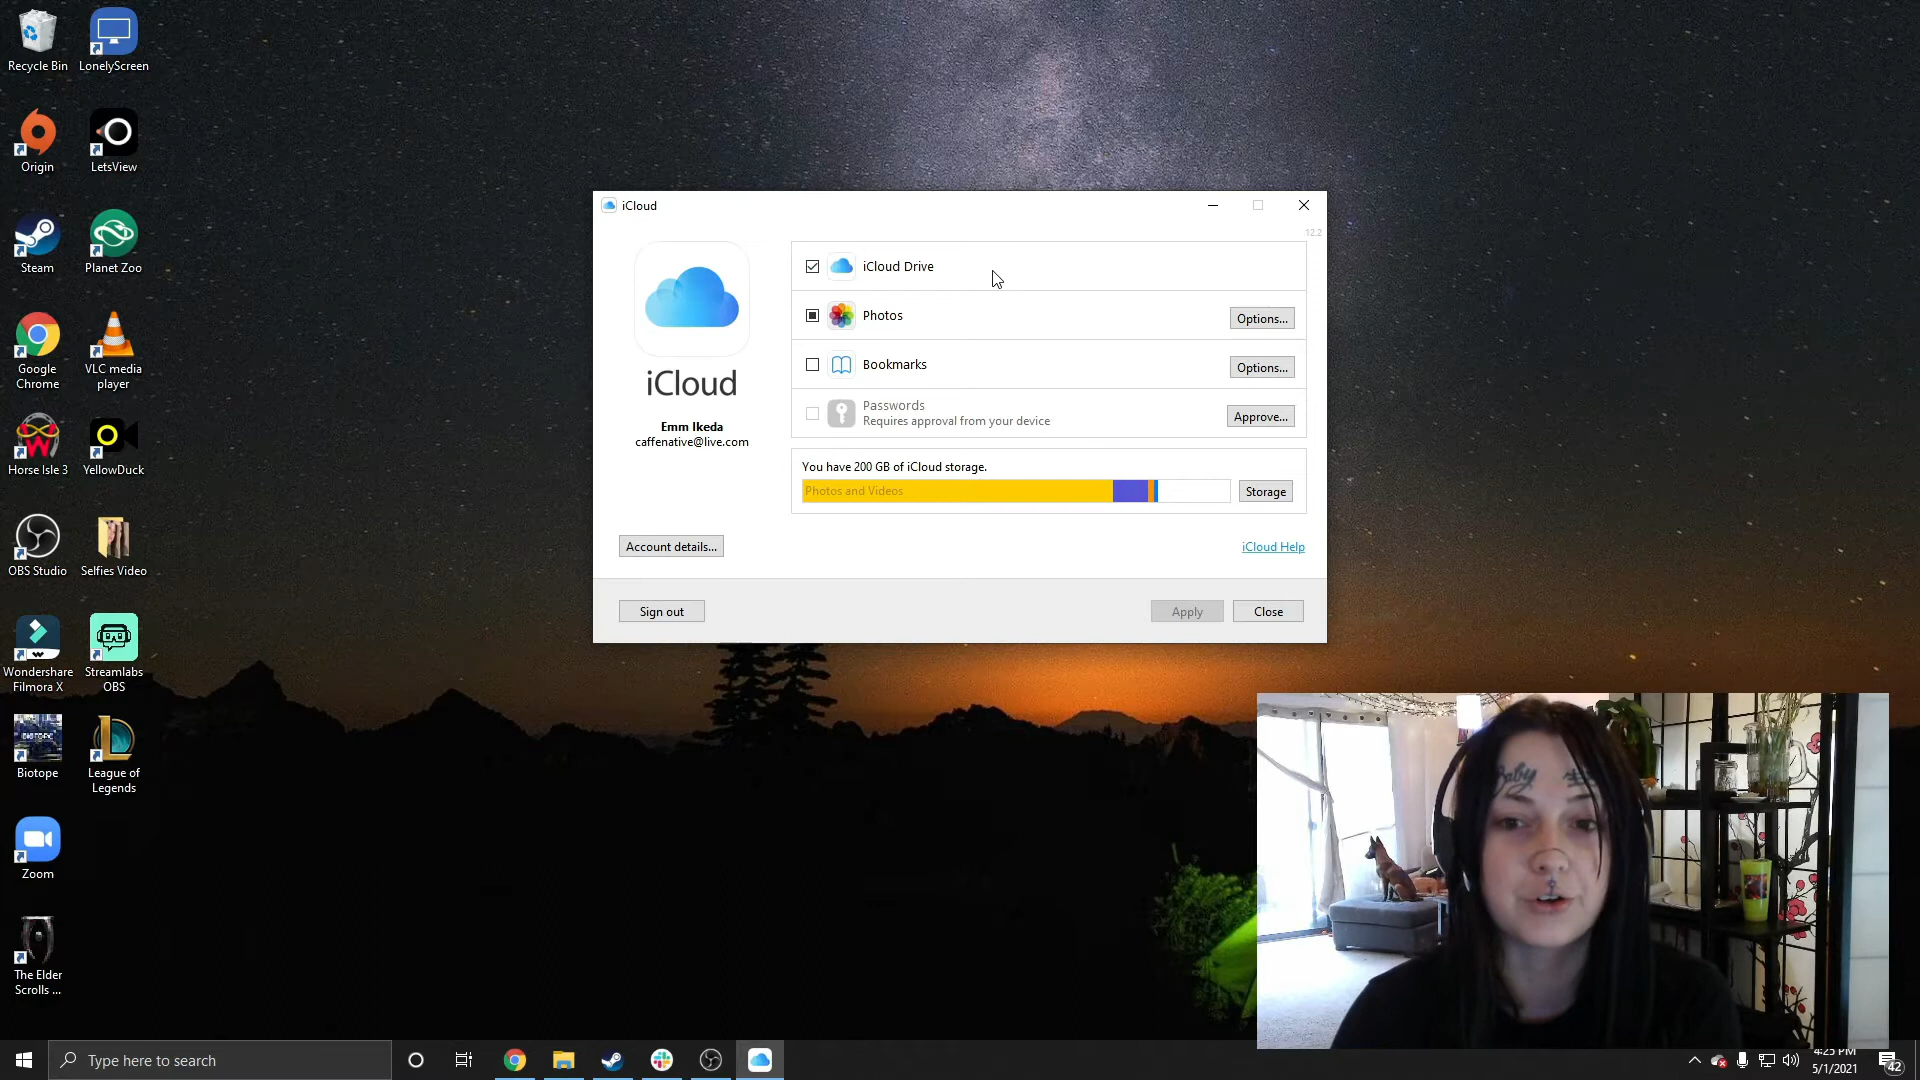 Recycle Bin
LonelyScreen
Origin
LetsView
Steam
Planet Zoo
Google
Chrome
VLC media
player
Horse Isle 3
YellowDuck
OBS Studio
Selfies Video
Wondershare
Filmora X
Streamlabs
OBS
BIOTOPE
Biotope
League of
Legends
Zoom
The Elder
Scrolls ...
iCloud
12.2
iCloud
Emm Ikeda
caffenative@live.com
iCloud Drive
Photos
Options...
Bookmarks
Options...
Passwords
Requires approval from your device
Approve...
You have 200 GB of iCloud storage.
Photos and Videos
Storage
Account details...
iCloud Help
Sign out
Apply
Close
Baby
Type here to search
4:25 PM
5/1/2021
42